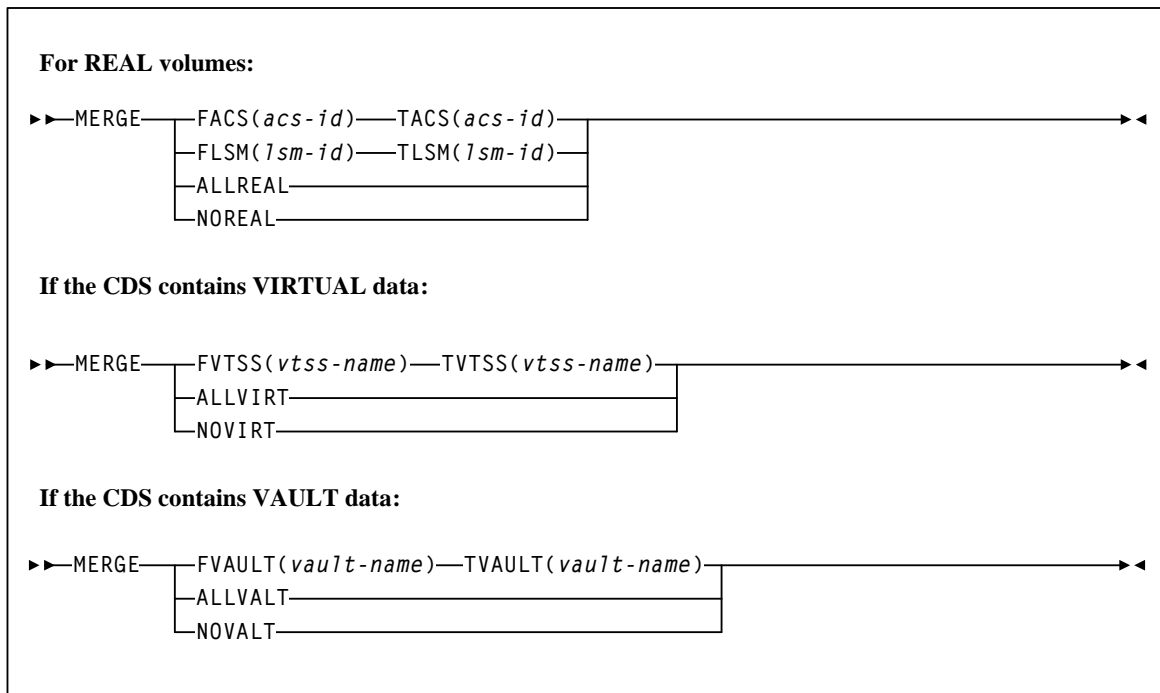 For REAL volumes:
MERGE FACS(acs-id) TACS(acs-id)
FLSM(lsm-id) TLSM(lsm-id)
ALLREAL
NOREAL
If the CDS contains VIRTUAL data:
MERGE FVTSS(vtss-name) TVTSS(vtss-name)
ALLVIRT
NOVIRT
If the CDS contains VAULT data:
MERGE FVAULT(vault-name) TVAULT(vault-name)
ALLVALT
NOVALT